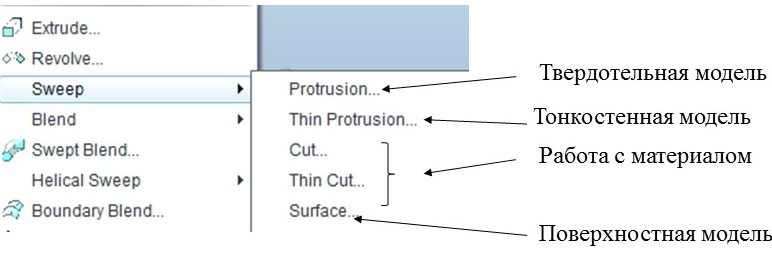 Extrude...
Revolve...
Sweep
Blend
Swept Blend...
Helical Sweep
Boundary Blend...
Protrusion...
Thin Protrusion...
Cut...
Thin Cut...
Surface...
Твердотельная модель
Тонкостенная модель
Работа с материалом
Поверхностная модель